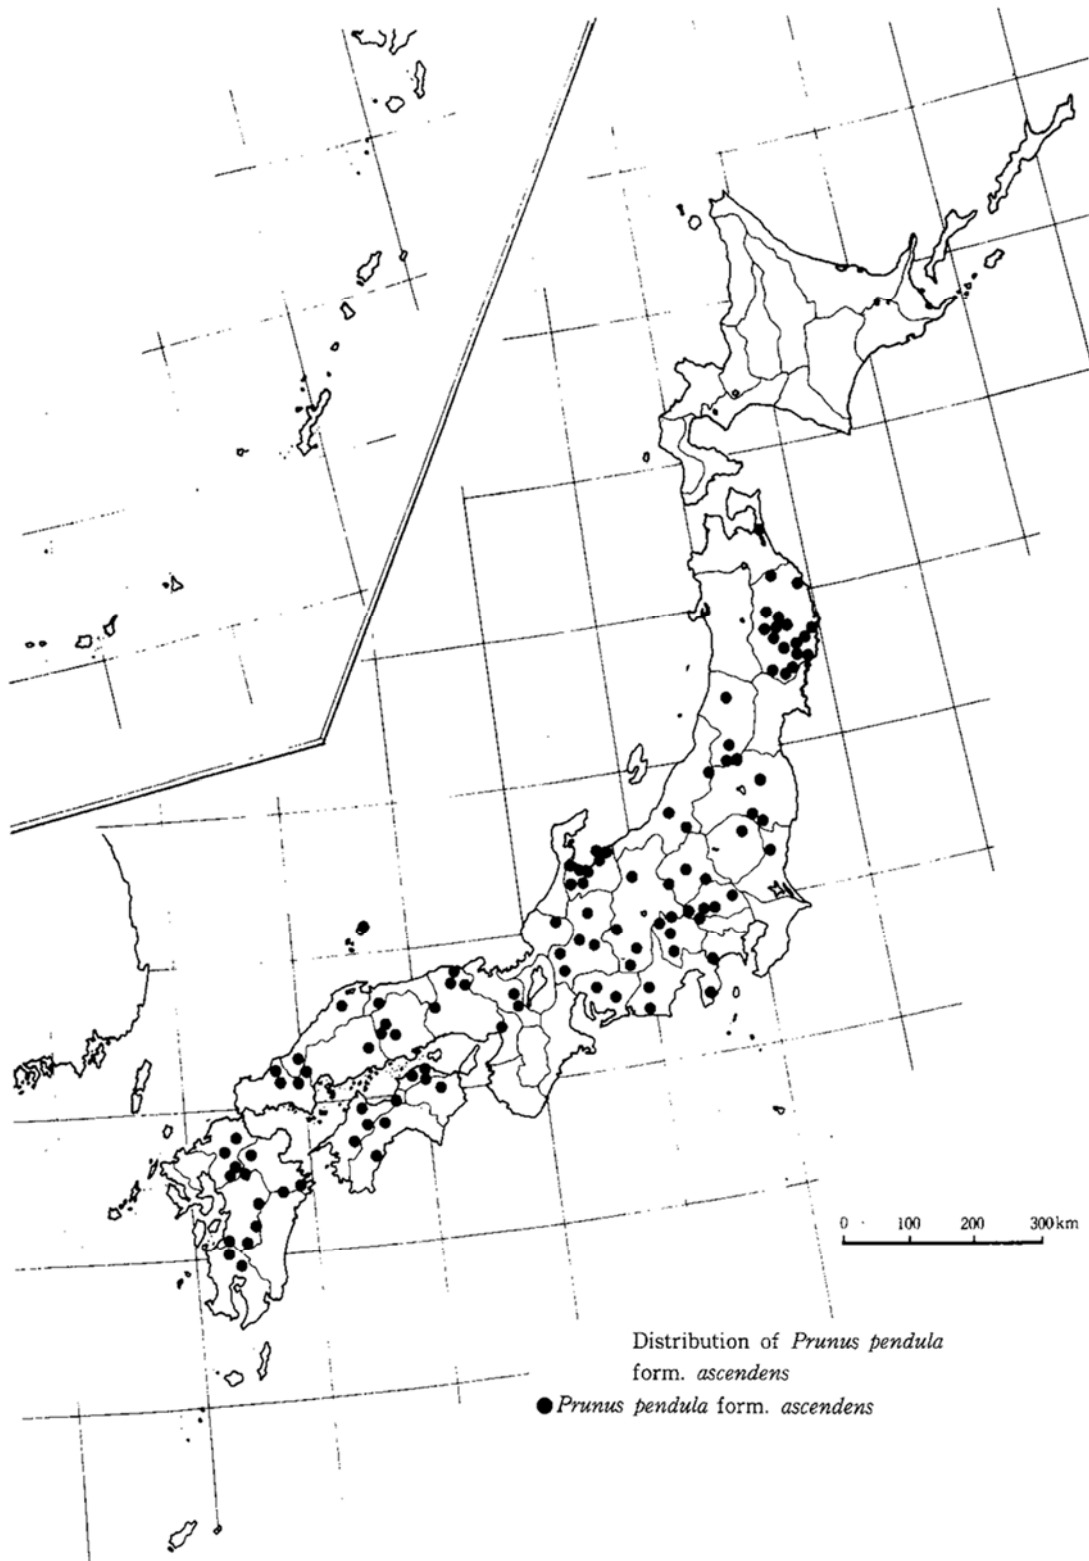 0 100 200 300km
Distribution of Prunus pendula
form. ascendens
●Prunus pendula form. ascendens